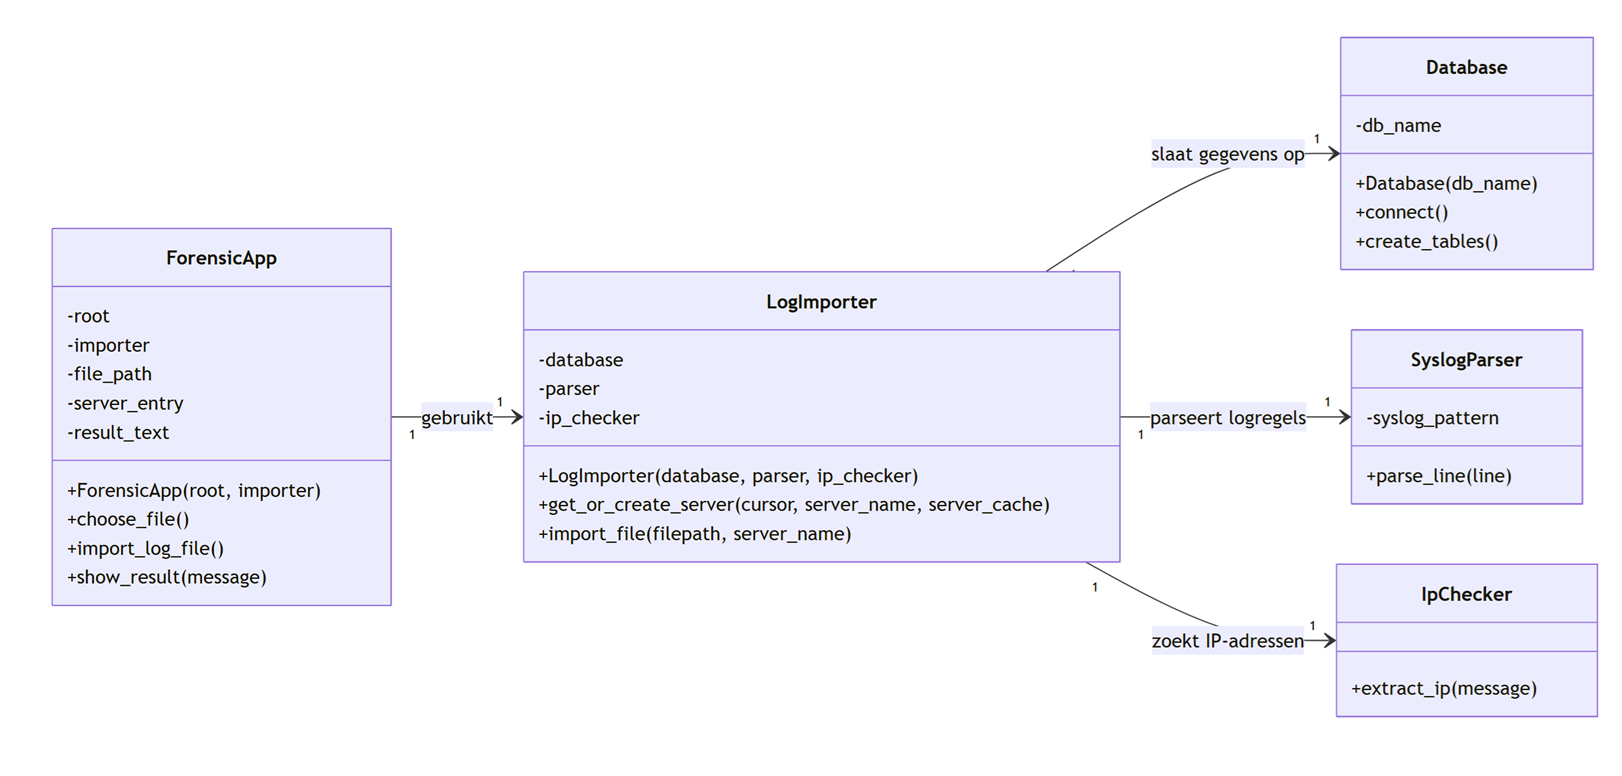 ForensicApp
-root
-importer
-file_path
-server_entry
-result_text
+ForensicApp(root, importer)
+choose_file()
+import_log_file()
+show_result(message)
1
gebruikt
1
LogImporter
-database
-parser
-ip_checker
+LogImporter(database, parser, ip_checker)
+get_or_create_server(cursor, server_name, server_cache)
+import_file(filepath, server_name)
slaat gegevens op
1
Database
-db_name
+Database(db_name)
+connect()
+create_tables()
1
parseert logregels
1
SyslogParser
-syslog_pattern
+parse_line(line)
1
zoekt IP-adressen
1
IpChecker
+extract_ip(message)